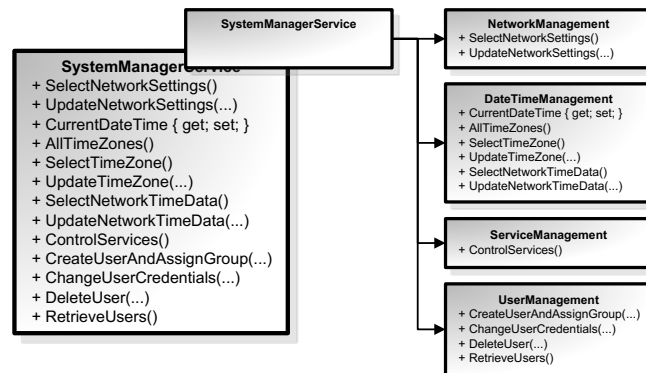 SystemManagerService
SystemManagerService
+ SelectNetworkSettings()
+ UpdateNetworkSettings(...)
+ CurrentDateTime { get; set; }
+ AllTimeZones()
+ SelectTimeZone()
+ UpdateTimeZone(...)
+ SelectNetworkTimeData()
+ UpdateNetworkTimeData(...)
+ ControlServices()
+ CreateUserAndAssignGroup(...)
+ ChangeUserCredentials(...)
+ DeleteUser(...)
+ RetrieveUsers()
NetworkManagement
+ SelectNetworkSettings()
+ UpdateNetworkSettings(...)
DateTimeManagement
+ CurrentDateTime { get; set; }
+ AllTimeZones()
+ SelectTimeZone()
+ UpdateTimeZone(...)
+ SelectNetworkTimeData()
+ UpdateNetworkTimeData(...)
ServiceManagement
+ ControlServices()
UserManagement
+ CreateUserAndAssignGroup(...)
+ ChangeUserCredentials(...)
+ DeleteUser(...)
+ RetrieveUsers()